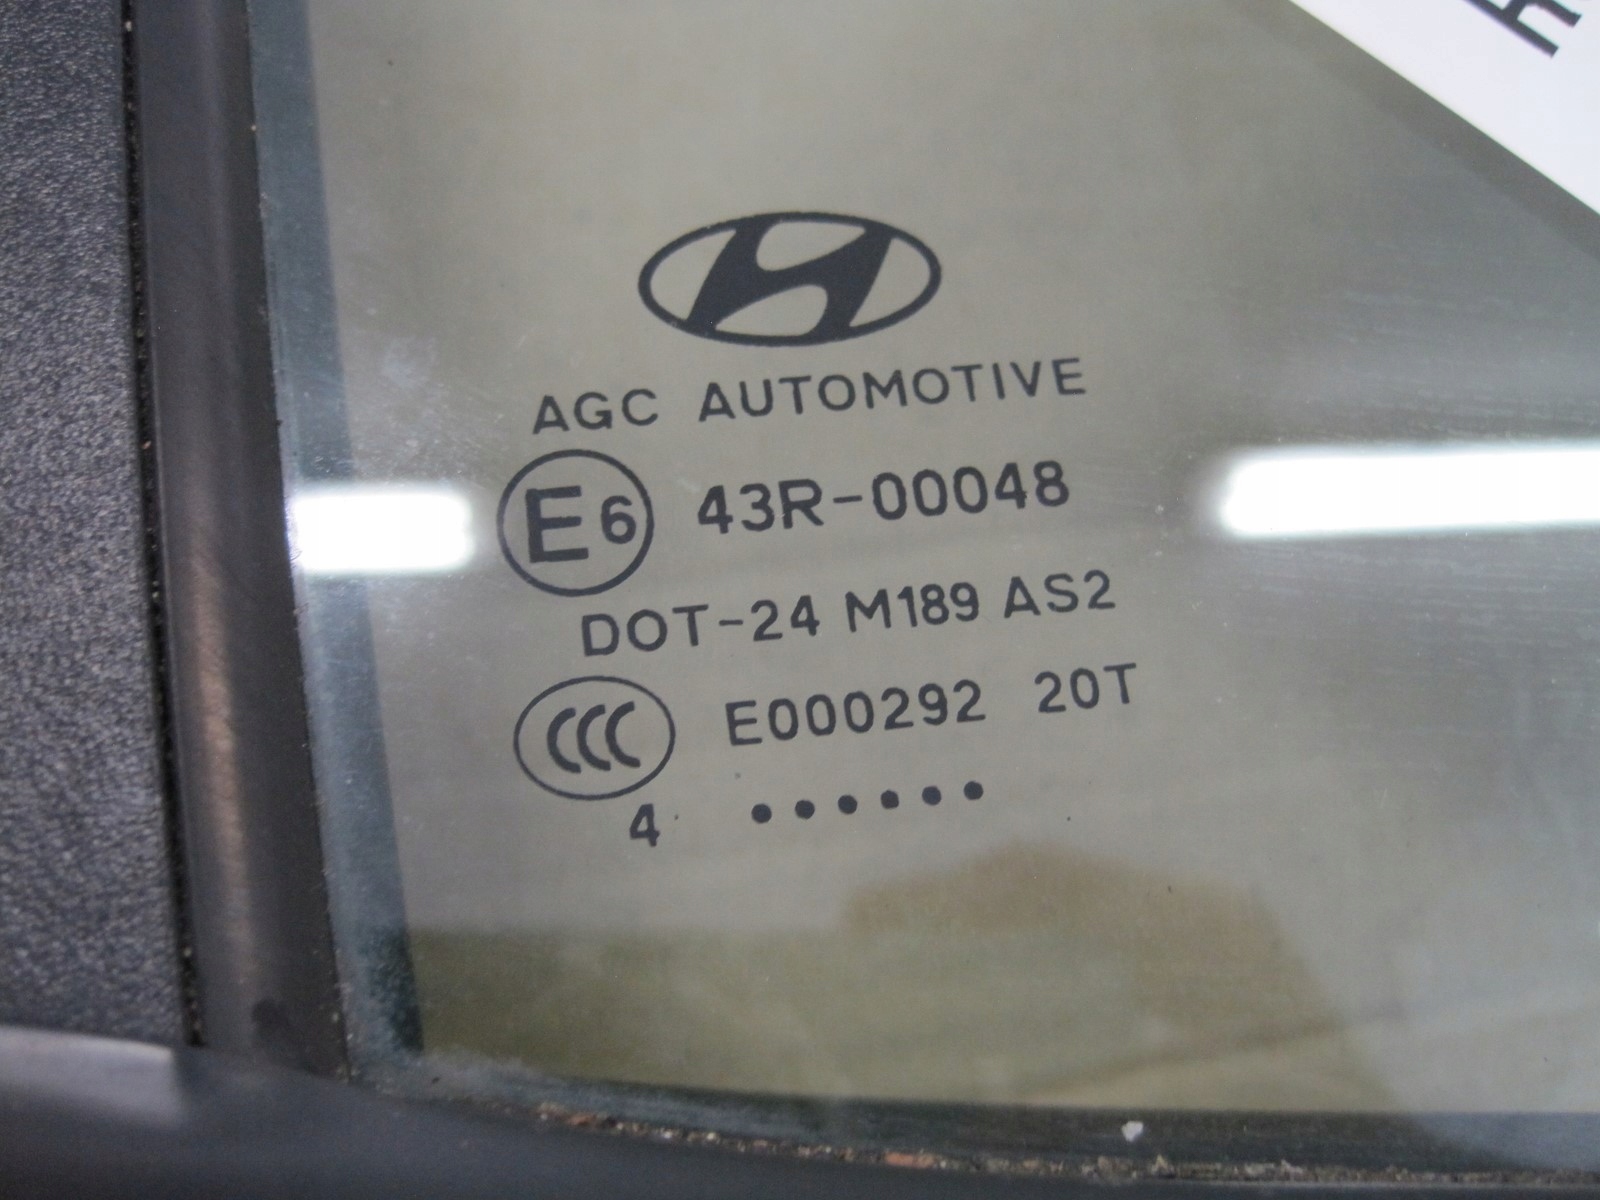 AGC AUTOMOTIVE
E6 43R-00048
DOT-24 M189 AS2
CCC E000292 20T
4 ••••••